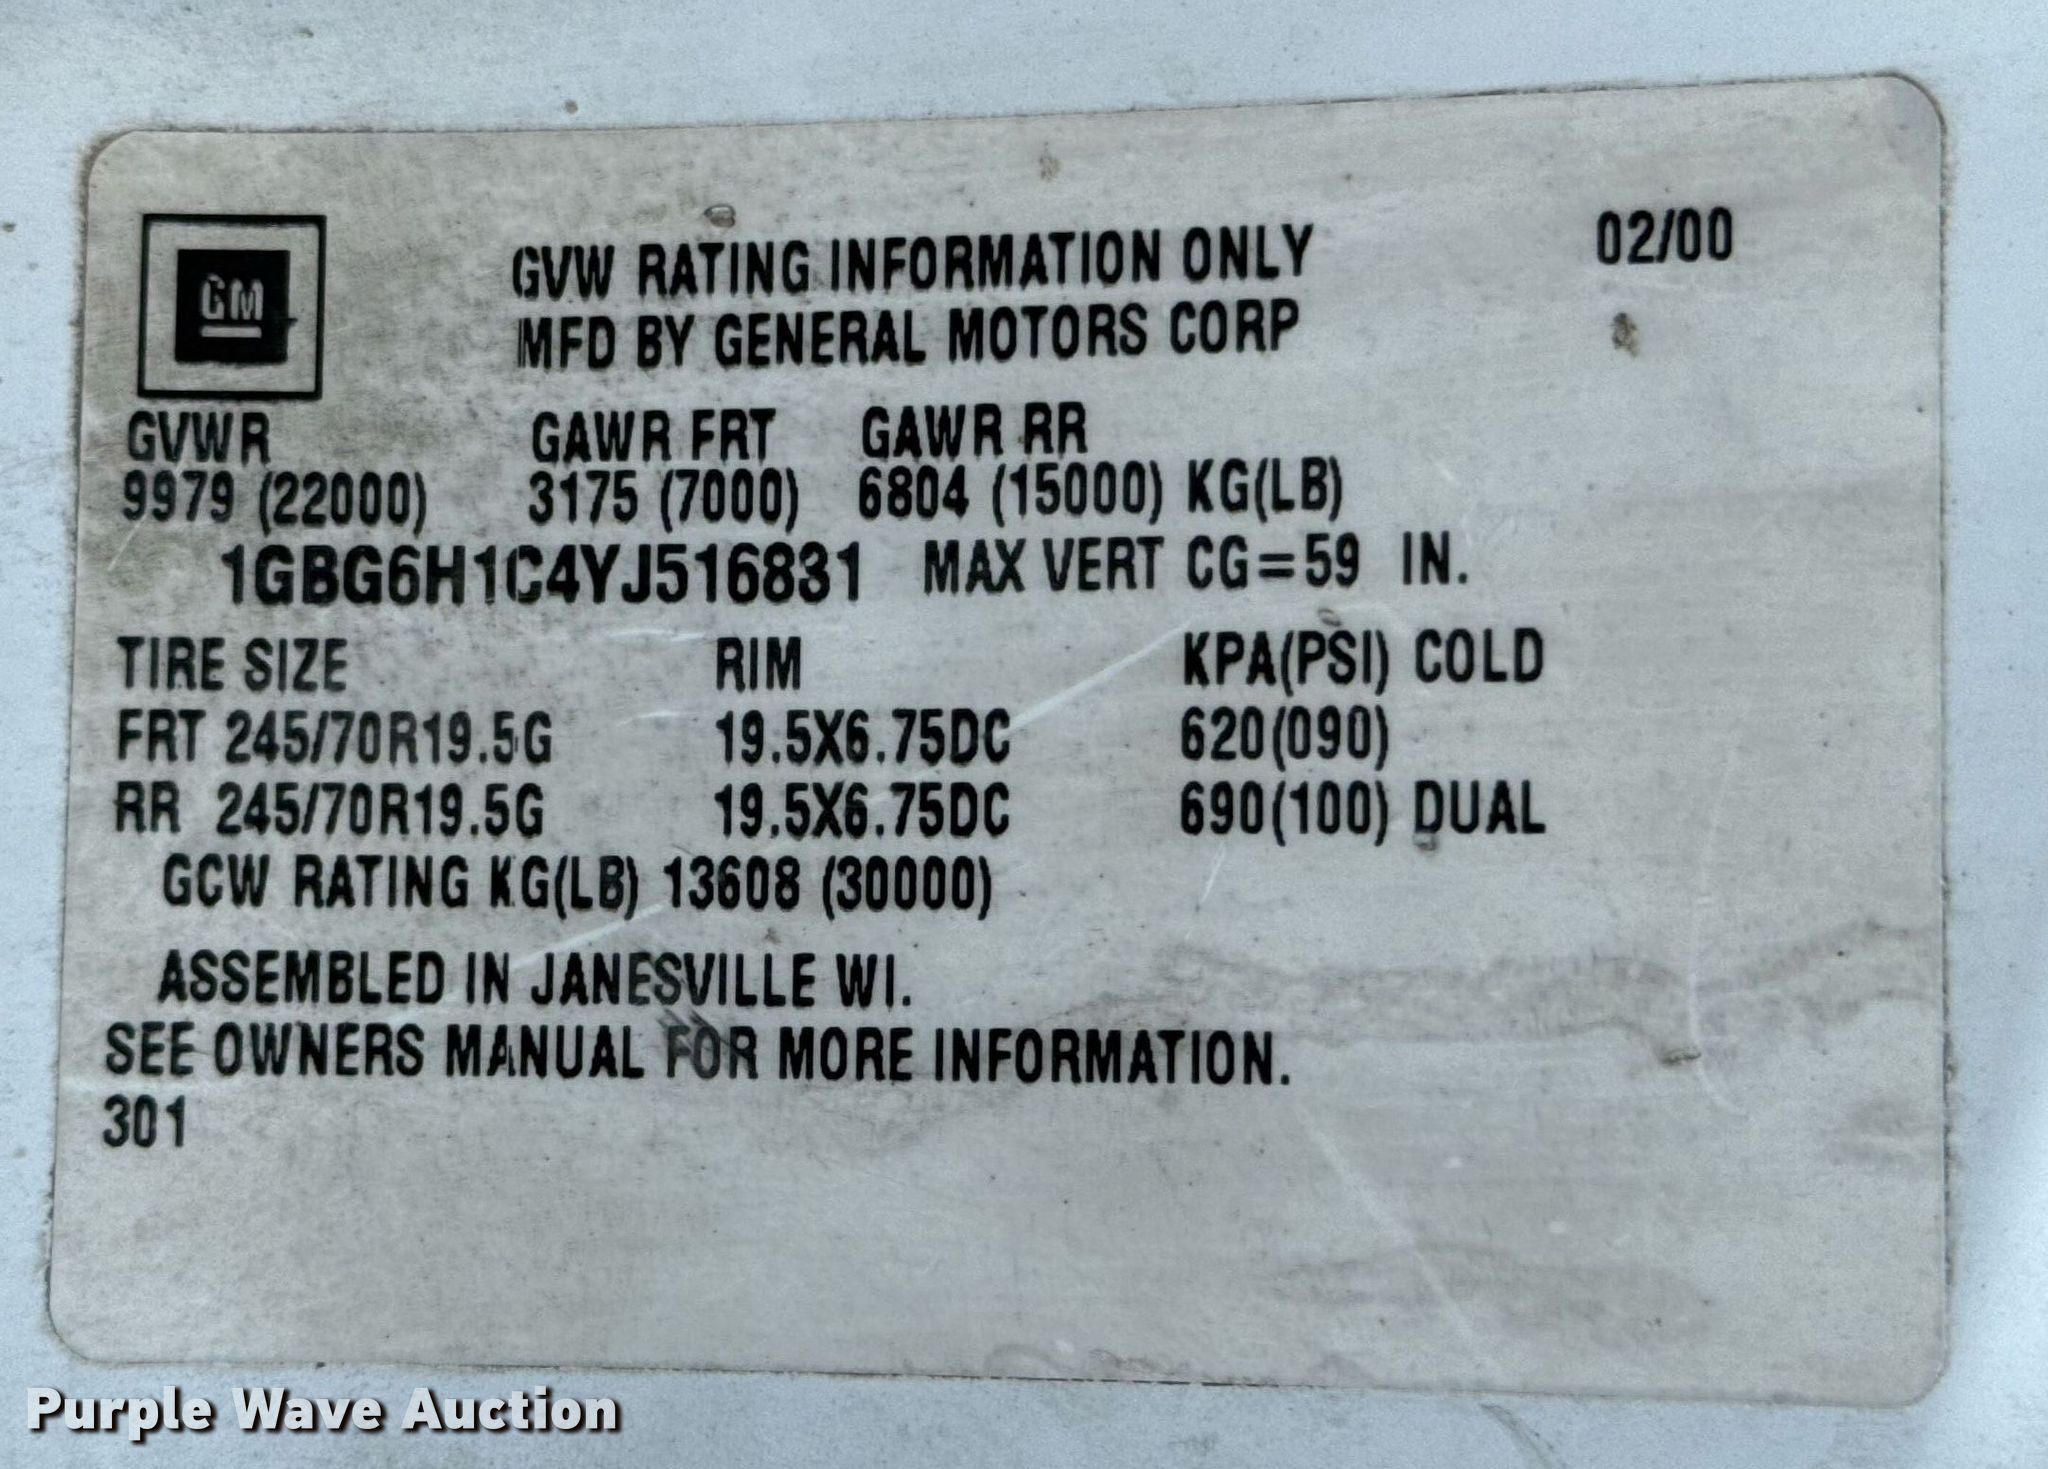 GM
GVW RATING INFORMATION ONLY 02/00
MFD BY GENERAL MOTORS CORP
GVWR GAWR FRT GAWR RR
9979 (22000) 3175 (7000) 6804 (15000) KG(LB)
1GBG6H1C4YJ516831 MAX VERT CG=59 IN.
TIRE SIZE RIM KPA(PSI) COLD
FRT 245/70R19.5G 19.5X6.75DC 620(090)
RR 245/70R19.5G 19.5X6.75DC 690(100) DUAL
GCW RATING KG(LB) 13608 (30000)
ASSEMBLED IN JANESVILLE WI.
SEE OWNERS MANUAL FOR MORE INFORMATION.
301
Purple Wave Auction